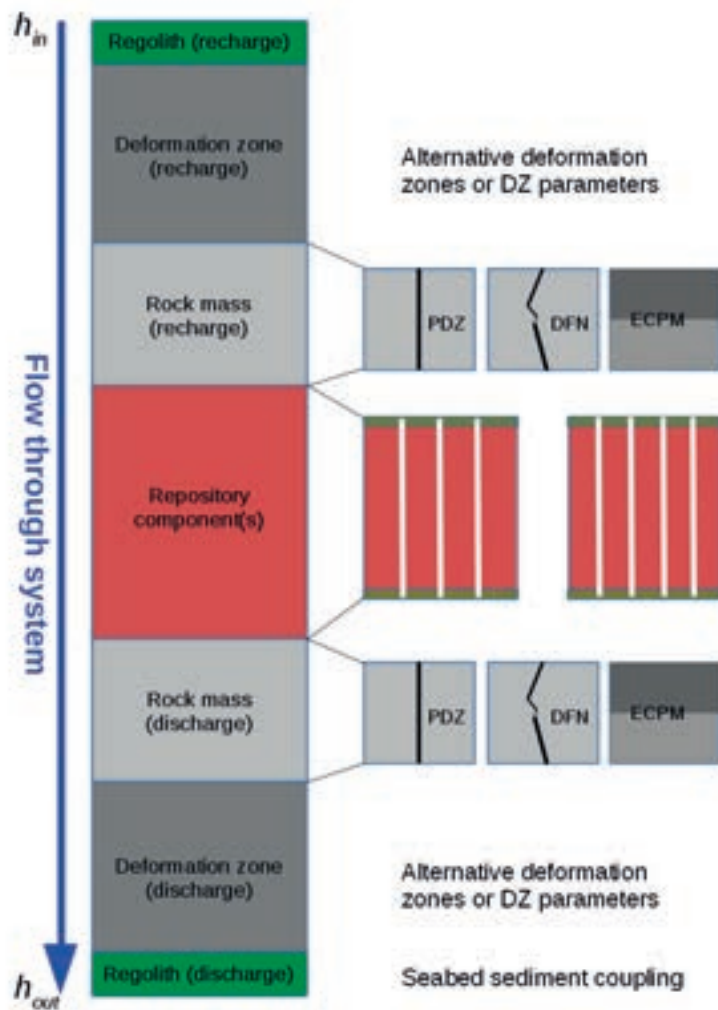 h_in
Regolith (recharge)
Deformation zone
(recharge)
Alternative deformation
zones or DZ parameters
Rock mass
(recharge)
PDZ
DFN
ECPM
Flow through system
Repository
component(s)
Rock mass
(discharge)
PDZ
DFN
ECPM
Deformation zone
(discharge)
Alternative deformation
zones or DZ parameters
Regolith (discharge)
Seabed sediment coupling
h_out